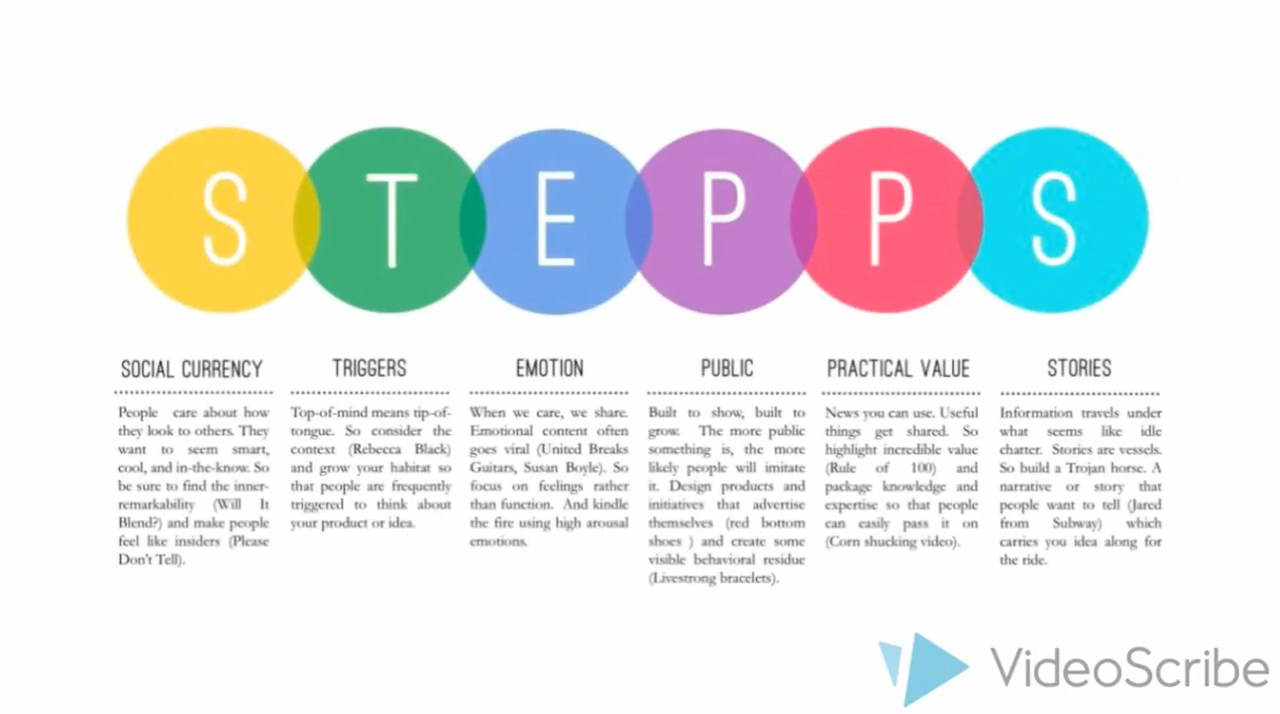 S T E P P S
SOCIAL CURRENCY
People care about how
they look to others. They
want to seem smart,
cool, and in-the-know. So
be sure to find the inner-
remarkability (Will It
Blend?) and make people
feel like insiders (Please
Don't Tell).
TRIGGERS
Top-of-mind means tip-of-
tongue. So consider the
context (Rebecca Black)
and grow your habitat so
that people are frequently
triggered to think about
your product or idea.
EMOTION
When we care, we share.
Emotional content often
goes viral (United Breaks
Guitars, Susan Boyle). So
focus on feelings rather
than function. And kindle
the fire using high arousal
emotions.
PUBLIC
Built to show, built to
grow. The more public
something is, the more
likely people will imitate
it. Design products and
initiatives that advertise
themselves (red bottom
shoes ) and create some
visible behavioral residue
(Livestrong bracelets).
PRACTICAL VALUE
News you can use. Useful
things get shared. So
highlight incredible value
(Rule of 100) and
package knowledge and
expertise so that people
can easily pass it on
(Corn shucking video).
STORIES
Information travels under
what seems like idle
chatter. Stories are vessels.
So build a Trojan horse. A
narrative or story that
people want to tell (Jared
from Subway) which
carries you idea along for
the ride.
VideoScribe